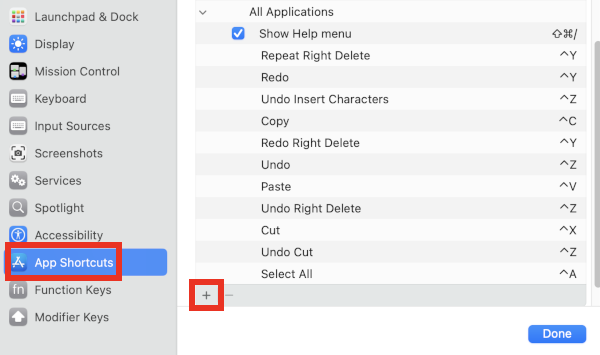 Launchpad & Dock
Display
Mission Control
Keyboard
Input Sources
Screenshots
Services
Spotlight
Accessibility
App Shortcuts
fn Function Keys
Modifier Keys
All Applications
Show Help menu ⇧⌘/
Repeat Right Delete ^Y
Redo ^Y
Undo Insert Characters ^Z
Copy ^C
Redo Right Delete ^Y
Undo ^Z
Paste ^V
Undo Right Delete ^Z
Cut ^X
Undo Cut ^Z
Select All ^A
+ −
Done